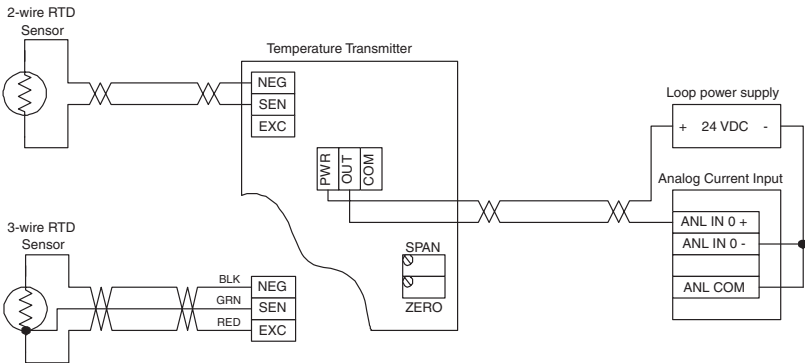 2-wire RTD
Sensor
Temperature Transmitter
NEG
SEN
EXC
PWR
OUT
COM
Loop power supply
+ 24 VDC -
Analog Current Input
ANL IN 0 +
ANL IN 0 -
ANL COM
SPAN
ZERO
3-wire RTD
Sensor
BLK
NEG
GRN
SEN
RED
EXC